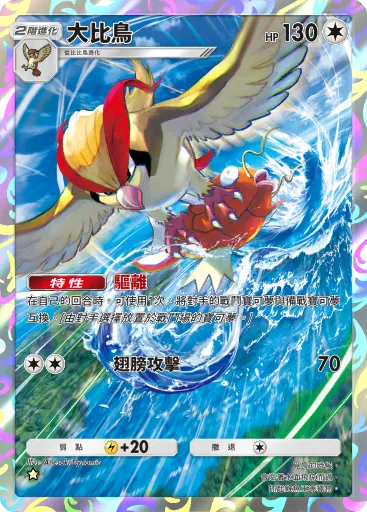 2階進化 大比鳥 HP 130
從比比鳥進化
特性 驅離
在自己的回合時,可使用1次。將對手的戰鬥寶可夢與備戰寶可夢
互換。[由對手選擇放置於戰鬥場的寶可夢。]
翅膀攻擊 70
弱點 +20 撤退